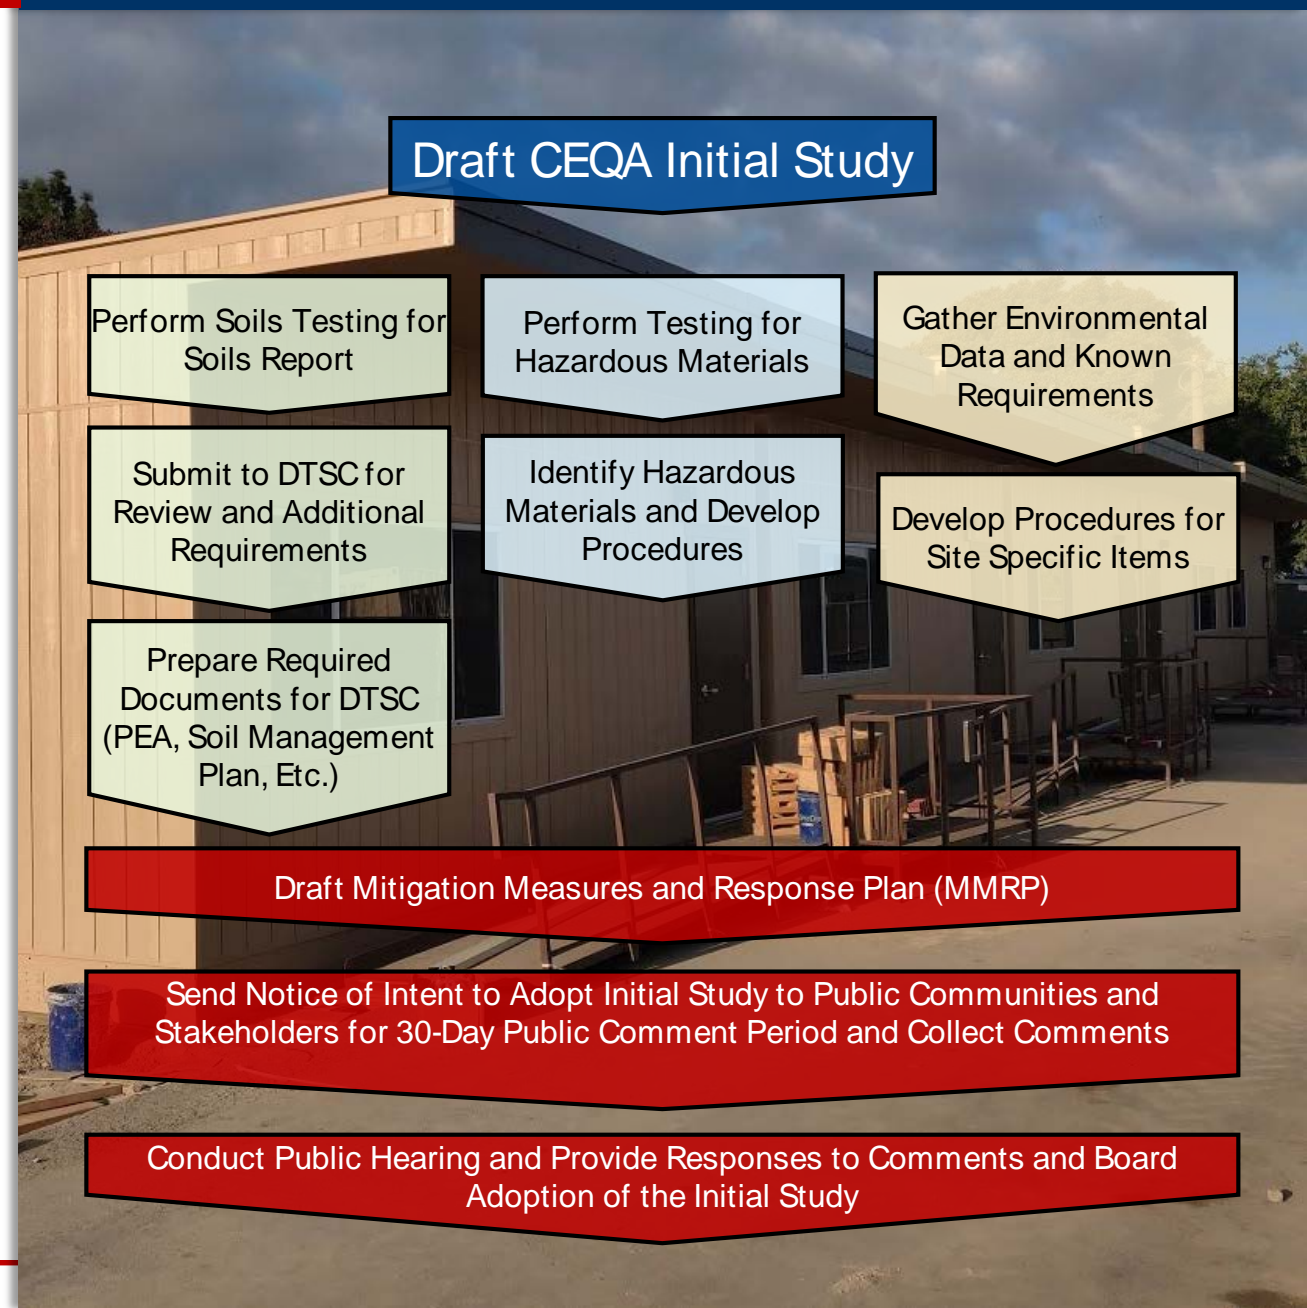 Draft CEQA Initial Study
Perform Soils Testing for
Soils Report
Submit to DTSC for
Review and Additional
Requirements
Prepare Required
Documents for DTSC
(PEA, Soil Management
Plan, Etc.)
Perform Testing for
Hazardous Materials
Identify Hazardous
Materials and Develop
Procedures
Gather Environmental
Data and Known
Requirements
Develop Procedures for
Site Specific Items
Draft Mitigation Measures and Response Plan (MMRP)
Send Notice of Intent to Adopt Initial Study to Public Communities and
Stakeholders for 30-Day Public Comment Period and Collect Comments
Conduct Public Hearing and Provide Responses to Comments and Board
Adoption of the Initial Study